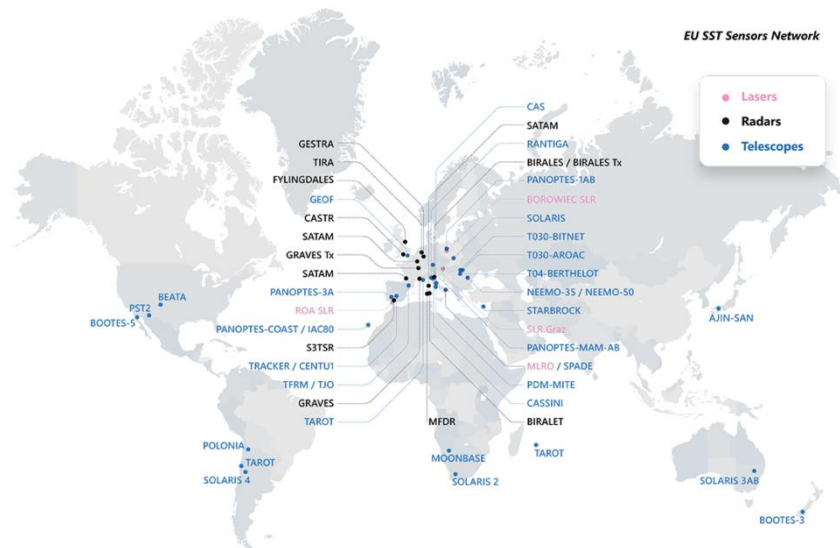 EU SST Sensors Network
Lasers
Radars
Telescopes
GESTRA
TIRA
FYLINGDALES
GEOF
CASTR
SATAM
GRAVES Tx
SATAM
PANOPTES-3A
ROA SLR
PANOPTES-COAST / IAC80
S3TSR
TRACKER / CENTU1
TFRM / TJO
GRAVES
TAROT
CAS
SATAM
RANTIGA
BIRALES / BIRALES Tx
PANOPTES-1AB
BOROWIEC SLR
SOLARIS
T030-BITNET
T030-AROAC
T04-BERTHELOT
NEEMO-35 / NEEMO-50
STARBROCK
SLR Graz
PANOPTES-MAM-AB
MLRO / SPADE
PDM-MITE
CASSINI
BIRALET
MFDR
BEATA
PST2
BOOTES-5
AJIN-SAN
POLONIA
TAROT
SOLARIS 4
MOONBASE
SOLARIS 2
TAROT
SOLARIS 3AB
BOOTES-3